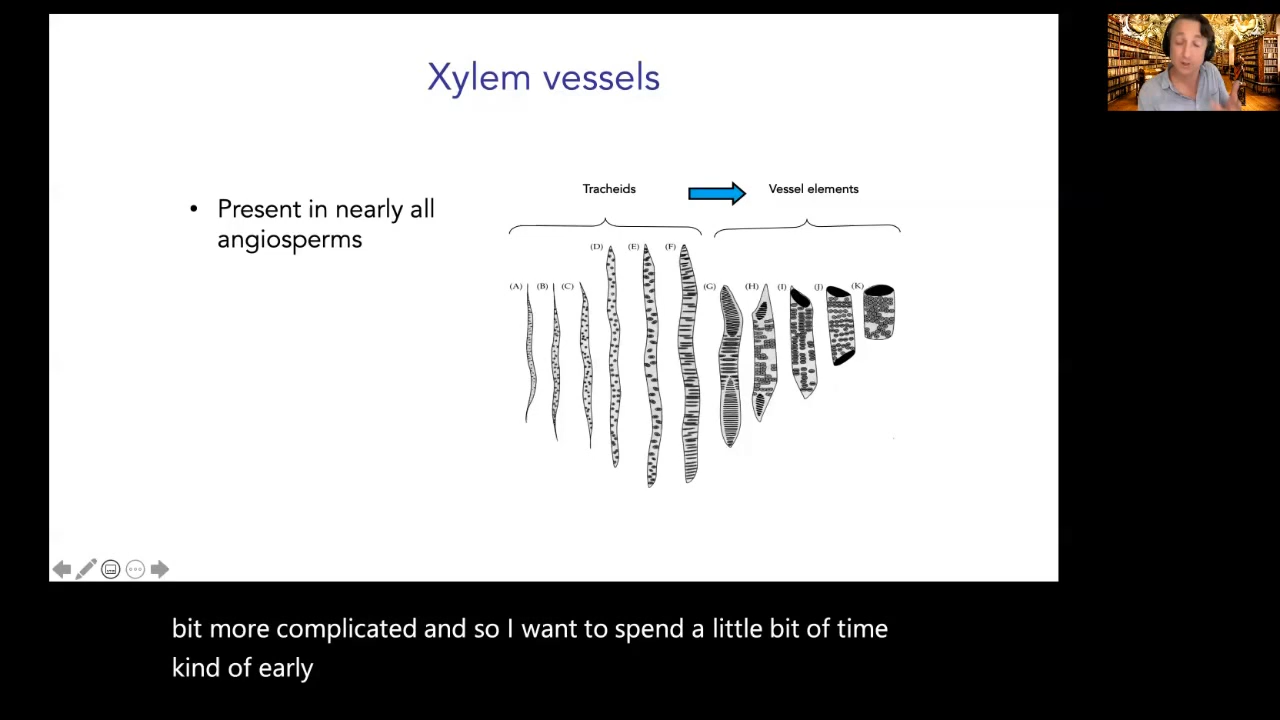 Xylem vessels
• Present in nearly all
angiosperms
Tracheids
Vessel elements
(A) (B) (C) (D) (E) (F) (G) (H) (I) (J) (K)
bit more complicated and so I want to spend a little bit of time
kind of early